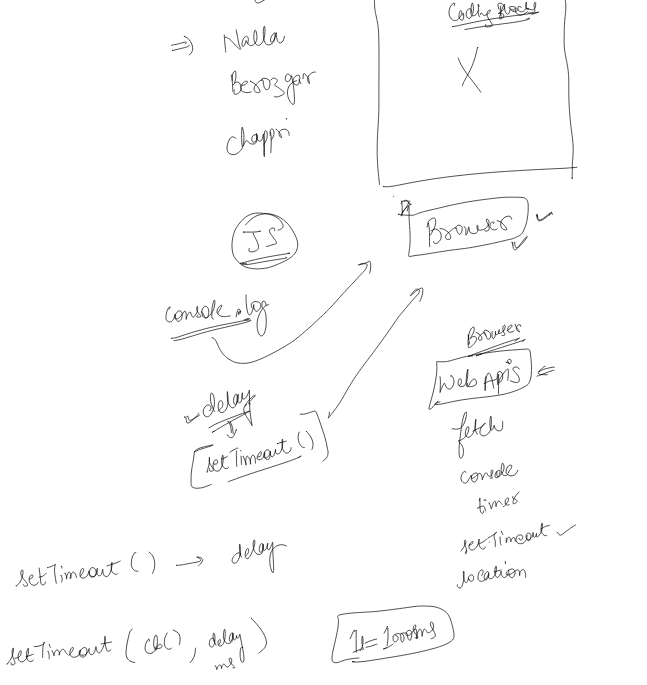 Coding Blocks
⇒ Nalla
Berozgar
chappri
X
JS
Browser
console.log
Browser
Web APIs
delay
setTimeout()
fetch
console
timer
setTimeout
location
setTimeout () → delay
setTimeout ( cb() , delay )
ms
1s = 1000ms